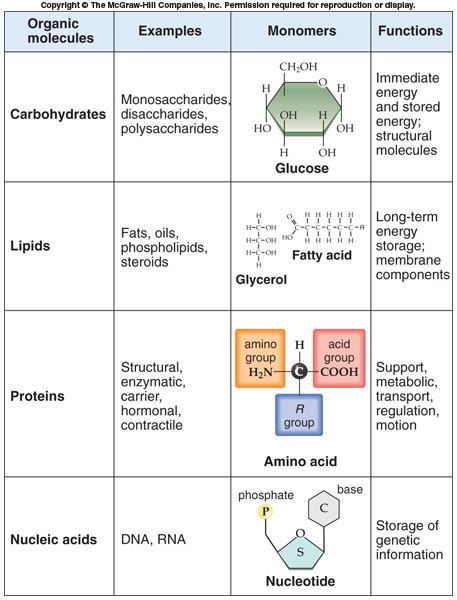 Copyright © The McGraw-Hill Companies, Inc. Permission required for reproduction or display.
Organic
molecules
Examples
Monomers
Functions
Carbohydrates
Monosaccharides,
disaccharides,
polysaccharides
CH₂OH
O
H
H
OH
H
HO
OH
H
OH
Glucose
Immediate
energy
and stored
energy;
structural
molecules
Lipids
Fats, oils,
phospholipids,
steroids
H
H-C-OH
H-C-OH
H-C-OH
H
Glycerol
O
H H H H H
C-C-C-C-C-C-R
HO
H H H H H
Fatty acid
Long-term
energy
storage;
membrane
components
Proteins
Structural,
enzymatic,
carrier,
hormonal,
contractile
amino
group
H₂N
H
C
acid
group
COOH
R
group
Amino acid
Support,
metabolic,
transport,
regulation,
motion
Nucleic acids
DNA, RNA
phosphate
P
base
C
O
S
Nucleotide
Storage of
genetic
information